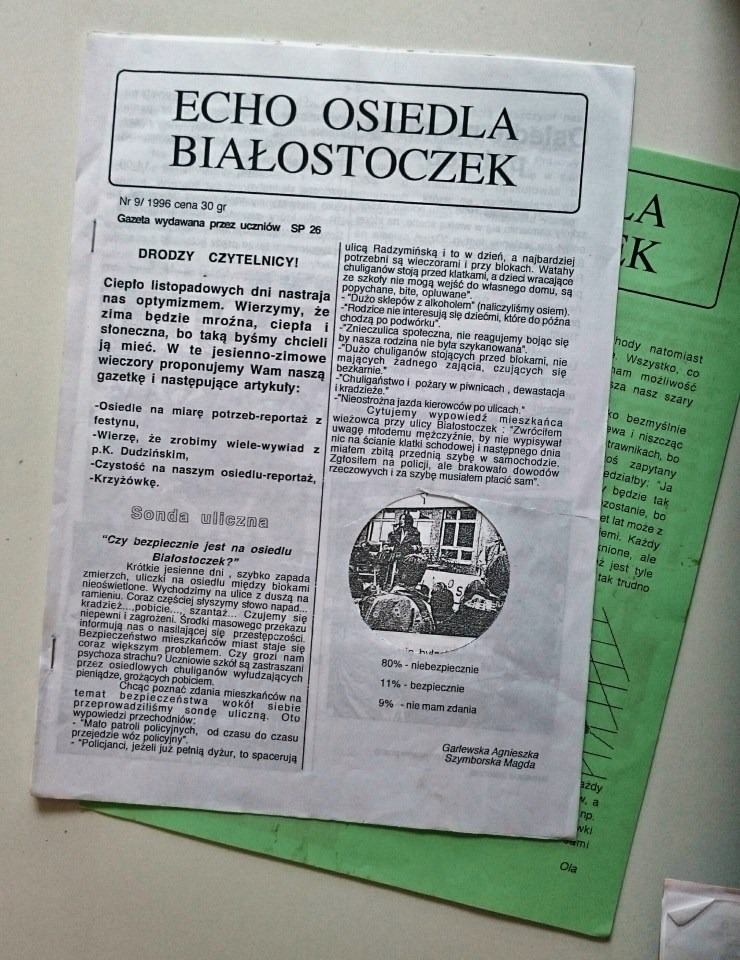 ECHO OSIEDLA
BIAŁOSTOCZEK
Nr 9/ 1996 cena 30 gr
Gazeta wydawana przez uczniów SP 26
DRODZY CZYTELNICY!
Ciepło listopadowych dni nastraja
nas optymizmem. Wierzymy, że
zima będzie mroźna, ciepła i
słoneczna, bo taką byśmy chcieli
ją mieć. W te jesienno-zimowe
wieczory proponujemy Wam naszą
gazetkę i następujące artykuły:
-Osiedle na miarę potrzeb-reportaż z
festynu,
-Wierzę, że zrobimy wiele-wywiad z
p.K. Dudzińskim,
-Czystość na naszym osiedlu-reportaż,
-Krzyżówkę.
Sonda uliczna
"Czy bezpiecznie jest na osiedlu
Białostoczek?"
Krótkie jesienne dni , szybko zapada
zmierzch, uliczki na osiedlu między blokami
nieoświetlone. Wychodzimy na ulice z duszą na
ramieniu. Coraz częściej słyszymy słowo napad...
kradzież...,pobicie..., szantaż... Czujemy się
niepewni i zagrożeni. Środki masowego przekazu
informują nas o nasilającej się przestępczości.
Bezpieczeństwo mieszkańców miast staje się
coraz większym problemem. Czy grozi nam
psychoza strachu? Uczniowie szkół są zastraszani
przez osiedlowych chuliganów wyłudzających
pieniądze, grożących pobiciem.
Chcąc poznać zdania mieszkańców na
temat bezpieczeństwa wokół siebie
przeprowadziliśmy sondę uliczną. Oto
wypowiedzi przechodniów:
- "Mało patroli policyjnych, od czasu do czasu
przejedzie wóz policyjny".
- "Policjanci, jeżeli już pełnią dyżur, to spacerują
ulicą Radzymińską i to w dzień, a najbardziej
potrzebni są wieczorami i przy blokach. Watahy
chuliganów stoją przed klatkami, a dzieci wracające
ze szkoły nie mogą wejść do własnego domu, są
popychane, bite, opluwane".
- "Dużo sklepów z alkoholem" (naliczyliśmy osiem).
-"Rodzice nie interesują się dziećmi, które do późna
chodzą po podwórku".
-"Znieczulica społeczna, nie reagujemy bojąc się
by nasza rodzina nie była szykanowana".
-"Dużo chuliganów stojących przed blokami, nie
mających żadnego zającia, czujących się
bezkarnie."
-"Chuligaństwo i pożary w piwnicach , dewastacja
i kradzieże."
-"Nieostrożna jazda kierowców po ulicach."
Cytujemy wypowiedź mieszkańca
wieżowca przy ulicy Białostoczek : "Zwróciłem
uwagę młodemu mężczyźnie, by nie wypisywał
nic na ścianie klatki schodowej i następnego dnia
miałem zbitą przednią szybę w samochodzie.
Zgłosiłem na policji, ale brakowało dowodów
rzeczowych i za szybę musiałem płacić sam".
80% - niebezpiecznie
11% - bezpiecznie
9% - nie mam zdania
Garlewska Agnieszka
Szymborska Magda
LA
EK
hody natomiast
. Wszystko, co
nam możliwość
sza nasz szary
ko bezmyślnie
ewa i niszcząc
trawnikach, bo
oś zapytany
edziałby: "Ja
będzie tak
zostanie, bo
et lat może z
iemi. Każdy
knione, ale
ż jest tyle
tak trudno
ażdy
w, a
np.
wki
ami
Ola